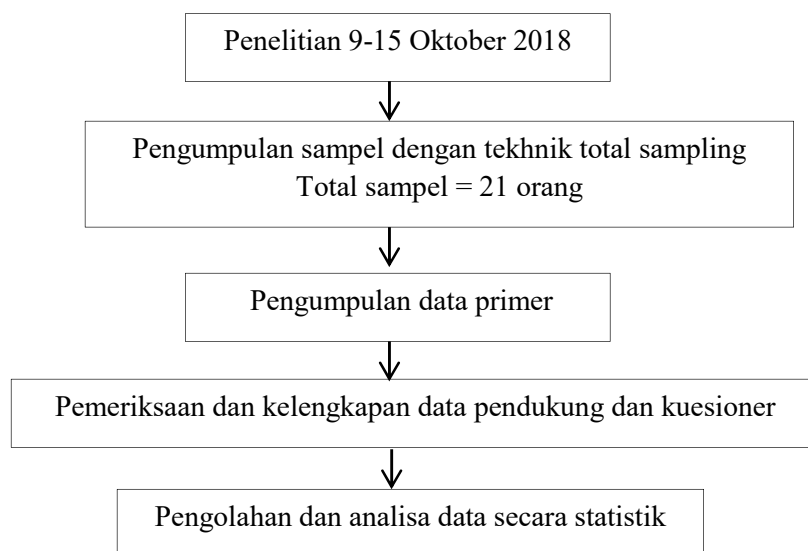 Penelitian 9-15 Oktober 2018
Pengumpulan sampel dengan tekhnik total sampling
Total sampel = 21 orang
Pengumpulan data primer
Pemeriksaan dan kelengkapan data pendukung dan kuesioner
Pengolahan dan analisa data secara statistik